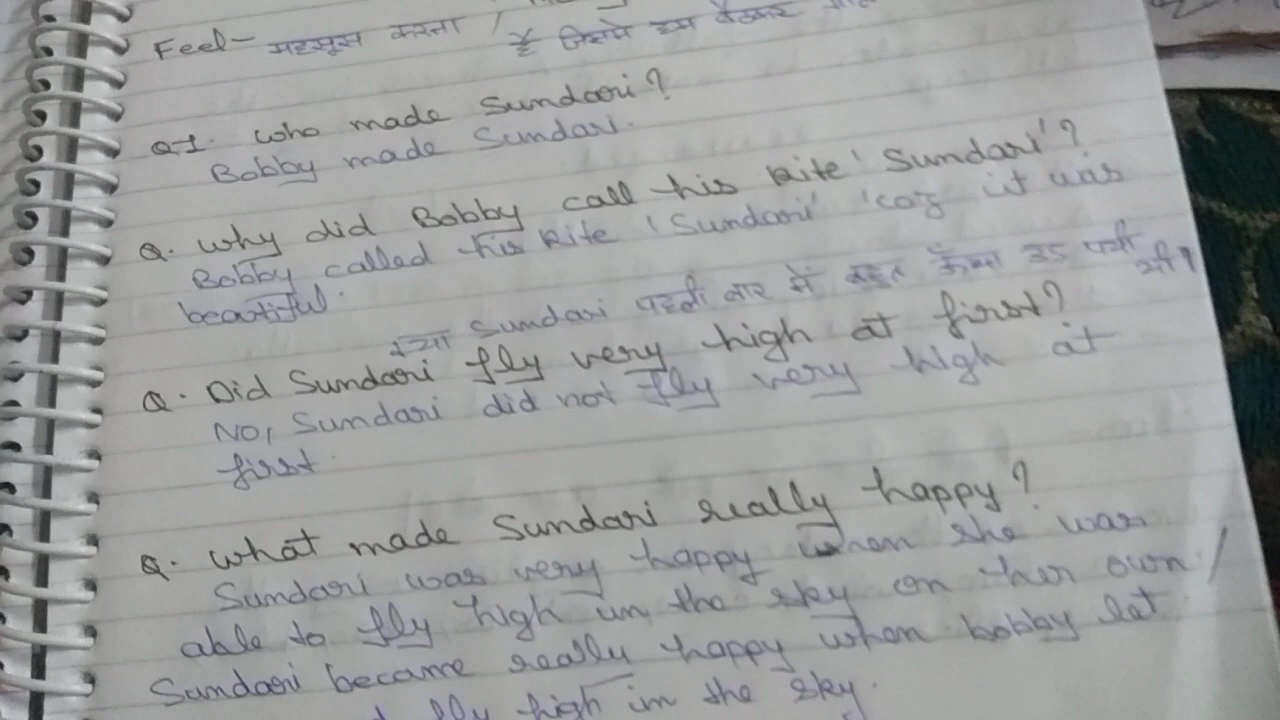 Feel- महसूस करना / है जिसमे हम बैठकर
Q1. Who made Sundari?
Bobby made Sundari.
Q. Why did Bobby call his kite 'Sundari'?
Bobby called his kite 'Sundari' 'coz it was
beautiful.
क्या Sundari पहली बार में बहुत ऊँचा उड़ पायी थी?
Q. Did Sundari fly very high at first?
No, Sundari did not fly very high at
first.
Q. What made Sundari really happy?
Sundari was very happy when she was
able to fly high in the sky on her own /
Sundari became really happy when bobby let
fly high in the sky.